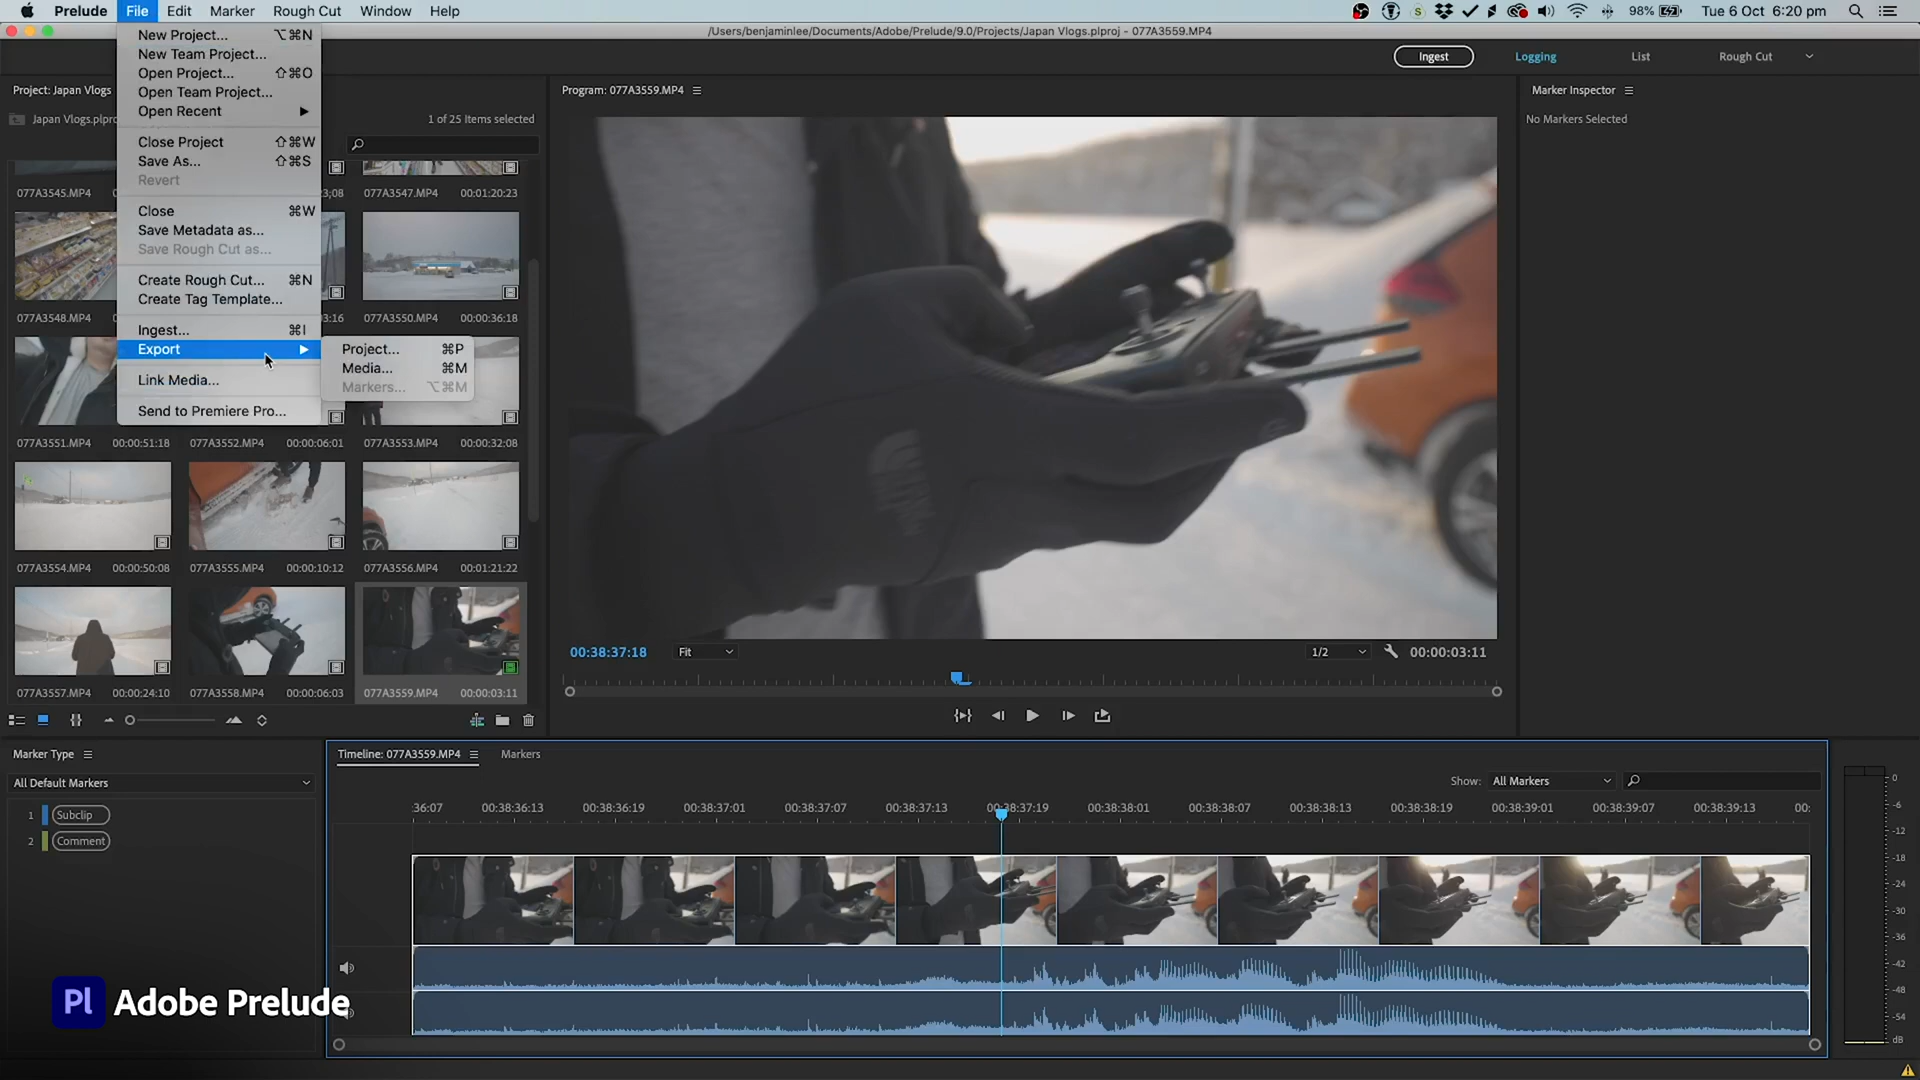 Prelude File Edit Marker Rough Cut Window Help
S 98% Tue 6 Oct 6:20 pm
/Users/benjaminlee/Documents/Adobe/Prelude/9.0/Projects/Japan Vlogs.plproj - 077A3559.MP4
New Project... ⌥⌘N
New Team Project...
Open Project... ⇧⌘O
Open Team Project...
Open Recent
Close Project ⇧⌘W
Save As... ⇧⌘S
Revert
Close ⌘W
Save Metadata as...
Save Rough Cut as...
Create Rough Cut... ⌘N
Create Tag Template...
Ingest... ⌘I
Export
Link Media...
Send to Premiere Pro...
Project... ⌘P
Media... ⌘M
Markers... ⌥⌘M
Ingest Logging List Rough Cut
Project: Japan Vlogs
Japan Vlogs.plpro
1 of 25 Items selected
077A3545.MP4 3;08 077A3547.MP4 00:01:20:23
077A3548.MP4 3:16 077A3550.MP4 00:00:36:18
077A3551.MP4 00:00:51:18 077A3552.MP4 00:00:06:01 077A3553.MP4 00:00:32:08
077A3554.MP4 00:00:50:08 077A3555.MP4 00:00:10:12 077A3556.MP4 00:01:21:22
077A3557.MP4 00:00:24:10 077A3558.MP4 00:00:06:03 077A3559.MP4 00:00:03:11
Program: 077A3559.MP4
00:38:37:18 Fit 1/2 00:00:03:11
Marker Inspector
No Markers Selected
Marker Type
All Default Markers
1 Subclip
2 Comment
Timeline: 077A3559.MP4 Markers
Show: All Markers
36:07 00:38:36:13 00:38:36:19 00:38:37:01 00:38:37:07 00:38:37:13 00:38:37:19 00:38:38:01 00:38:38:07 00:38:38:13 00:38:38:19 00:38:39:01 00:38:39:07 00:38:39:13 00:
0
-6
-12
-18
-24
-30
-36
-42
-48
-54
dB
Pl Adobe Prelude